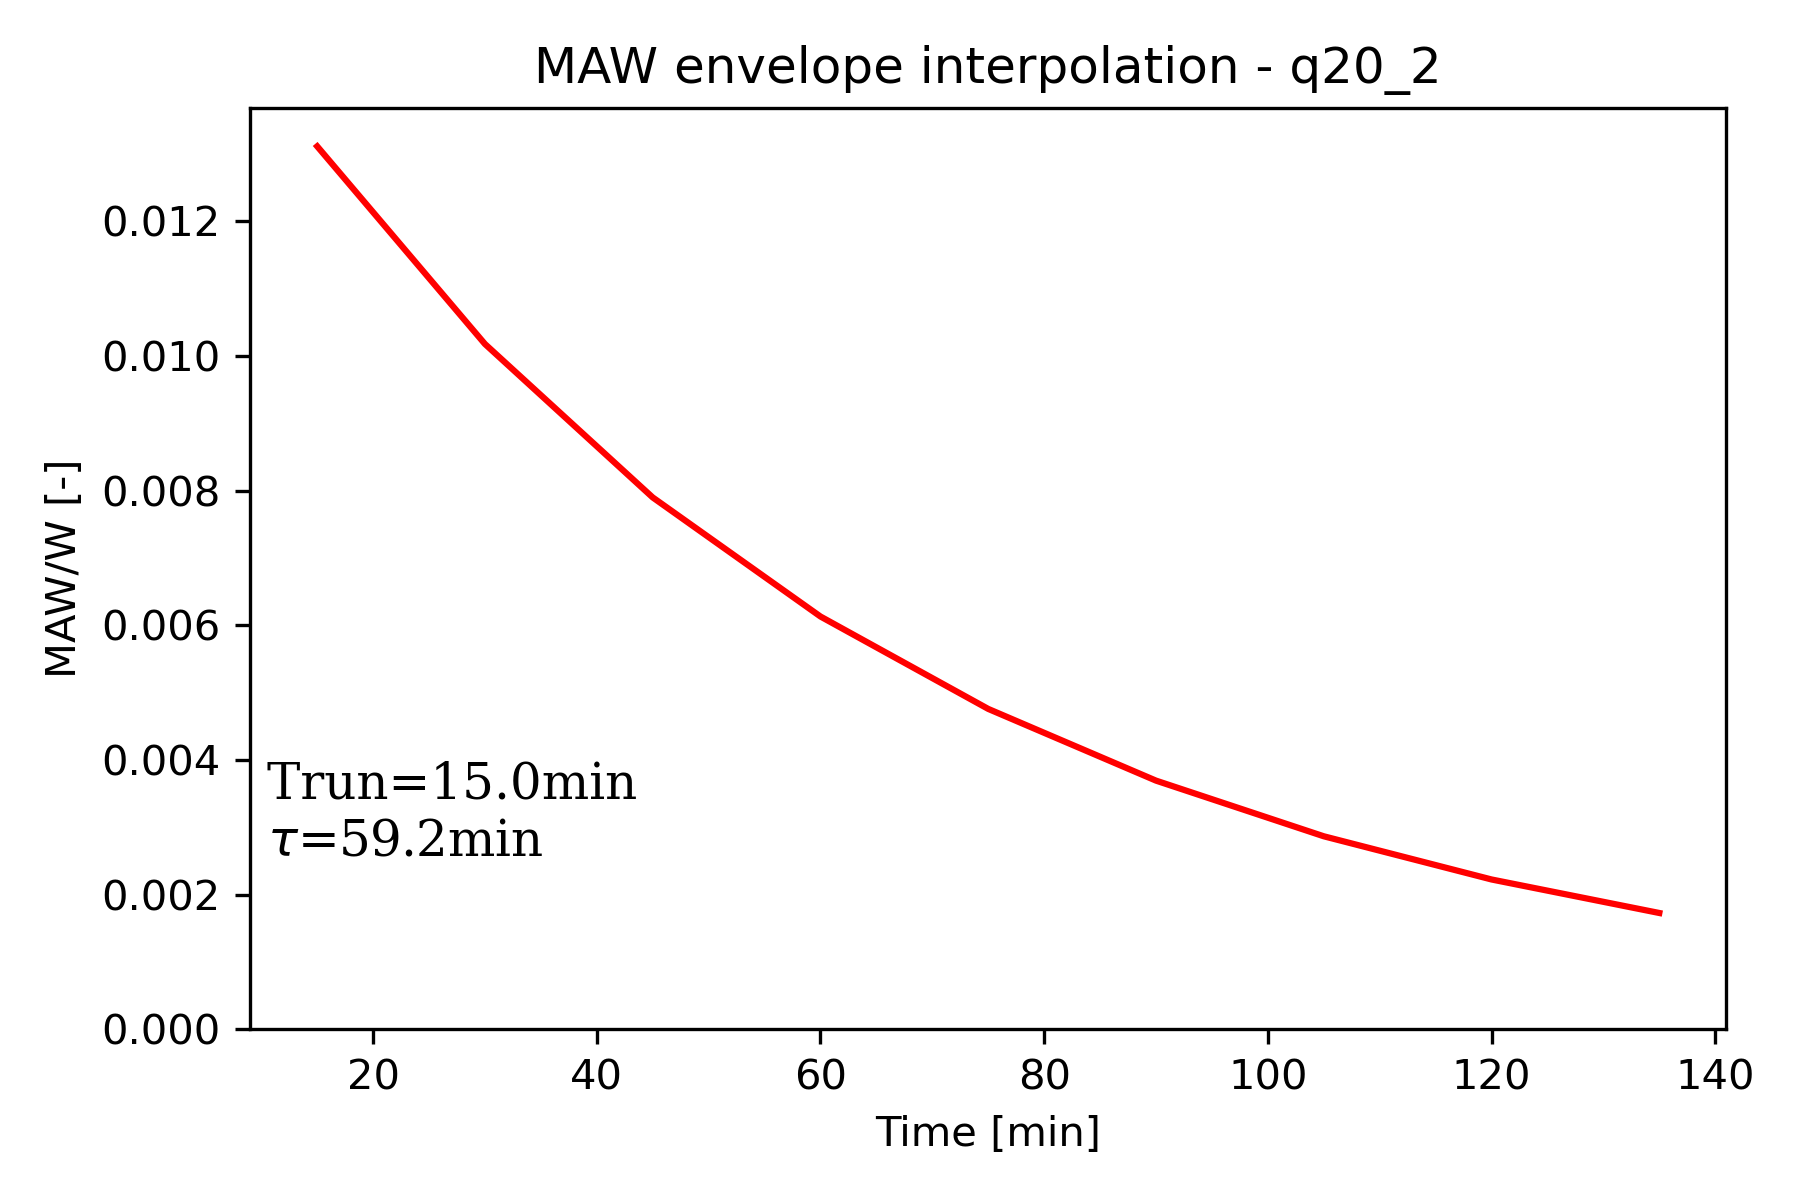 MAW envelope interpolation - q20_2
0.012
0.010
0.008
0.006
0.004
0.002
0.000
MAW/W [-]
Trun=15.0min
τ=59.2min
20 40 60 80 100 120 140
Time [min]